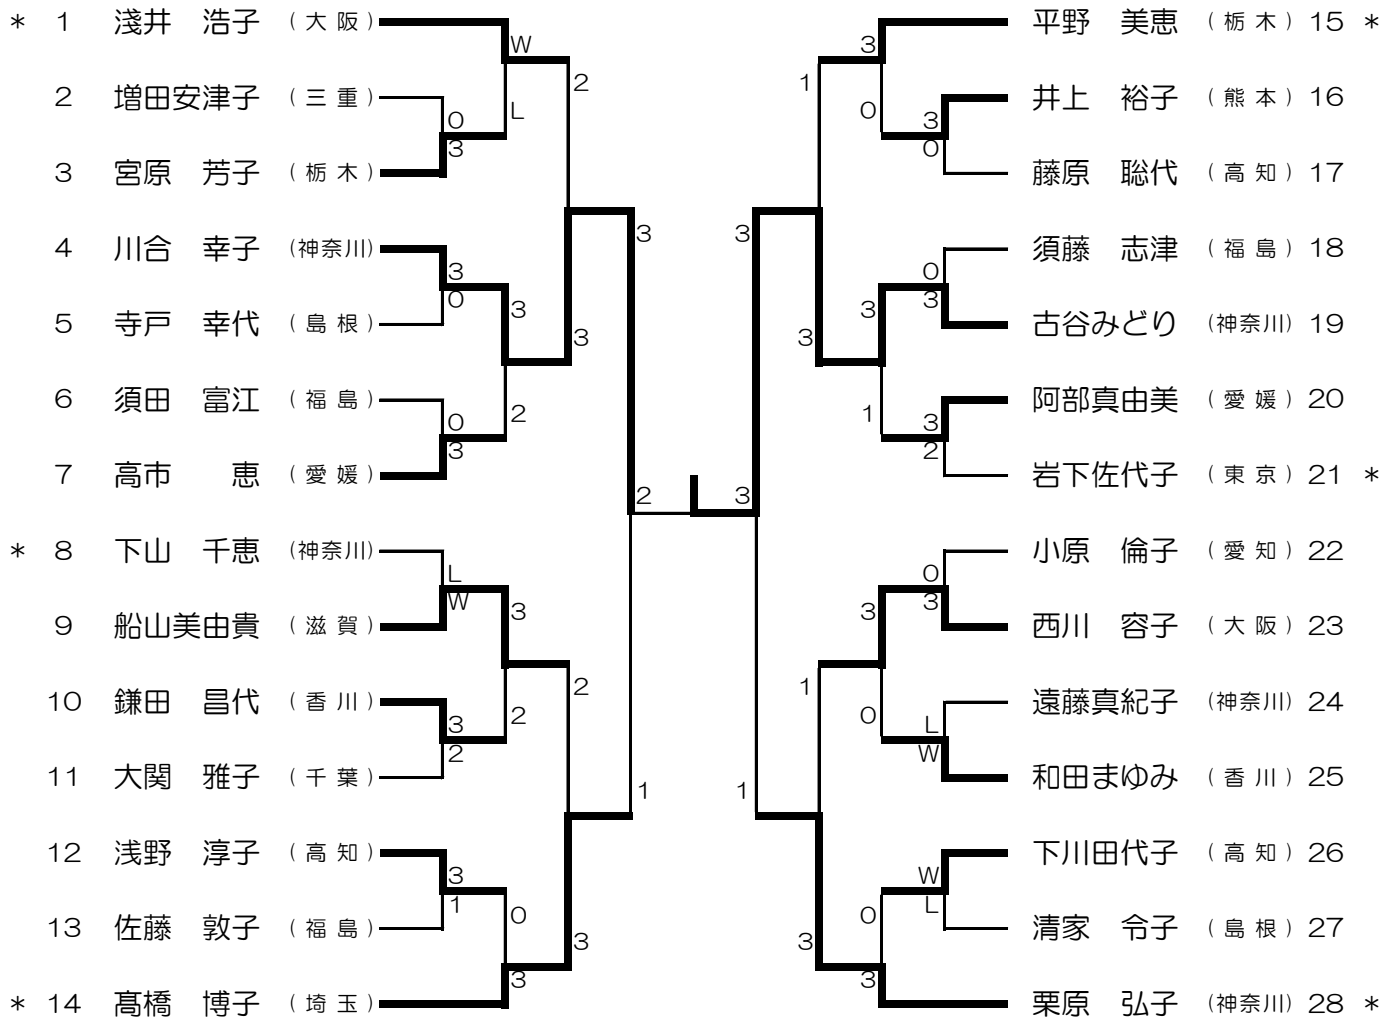 * 1 淺井 浩子 (大阪)
2 増田安津子 (三重)
3 宮原 芳子 (栃木)
4 川合 幸子 (神奈川)
5 寺戸 幸代 (島根)
6 須田 富江 (福島)
7 高市 恵 (愛媛)
* 8 下山 千恵 (神奈川)
9 船山美由貴 (滋賀)
10 鎌田 昌代 (香川)
11 大関 雅子 (千葉)
12 浅野 淳子 (高知)
13 佐藤 敦子 (福島)
* 14 髙橋 博子 (埼玉)
W
L
0
3
3
0
0
3
L
W
3
2
3
1
3
2
3
2
0
3
2
3
2
3
3
1
2
3
3
1
1
3
1
3
3
0
3
1
3
0
0
3
3
0
0
3
3
2
0
3
L
W
W
L
平野 美恵 (栃木) 15 *
井上 裕子 (熊本) 16
藤原 聡代 (高知) 17
須藤 志津 (福島) 18
古谷みどり (神奈川) 19
阿部真由美 (愛媛) 20
岩下佐代子 (東京) 21 *
小原 倫子 (愛知) 22
西川 容子 (大阪) 23
遠藤真紀子 (神奈川) 24
和田まゆみ (香川) 25
下川田代子 (高知) 26
清家 令子 (島根) 27
栗原 弘子 (神奈川) 28 *